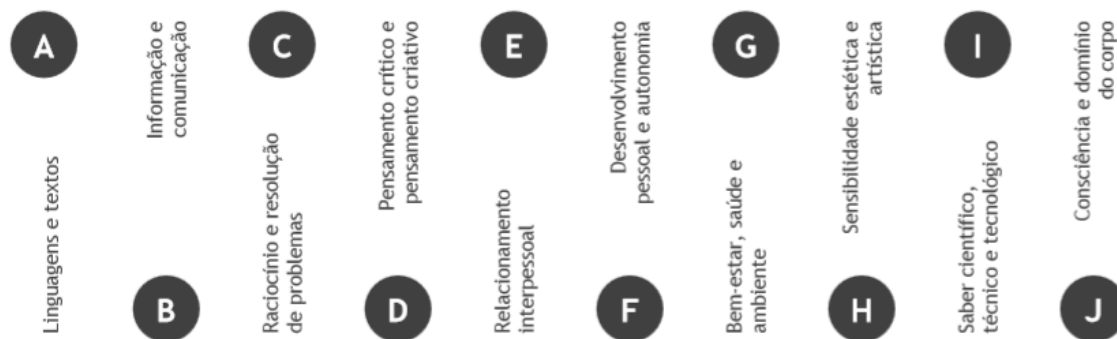 A
Linguagens e textos
B
Informação e
comunicação
C
Raciocínio e resolução
de problemas
D
Pensamento crítico e
pensamento criativo
E
Relacionamento
interpessoal
F
Desenvolvimento
pessoal e autonomia
G
Bem-estar, saúde e
ambiente
H
Sensibilidade estética e
artística
I
Saber científico,
técnico e tecnológico
J
Consciência e domínio
do corpo